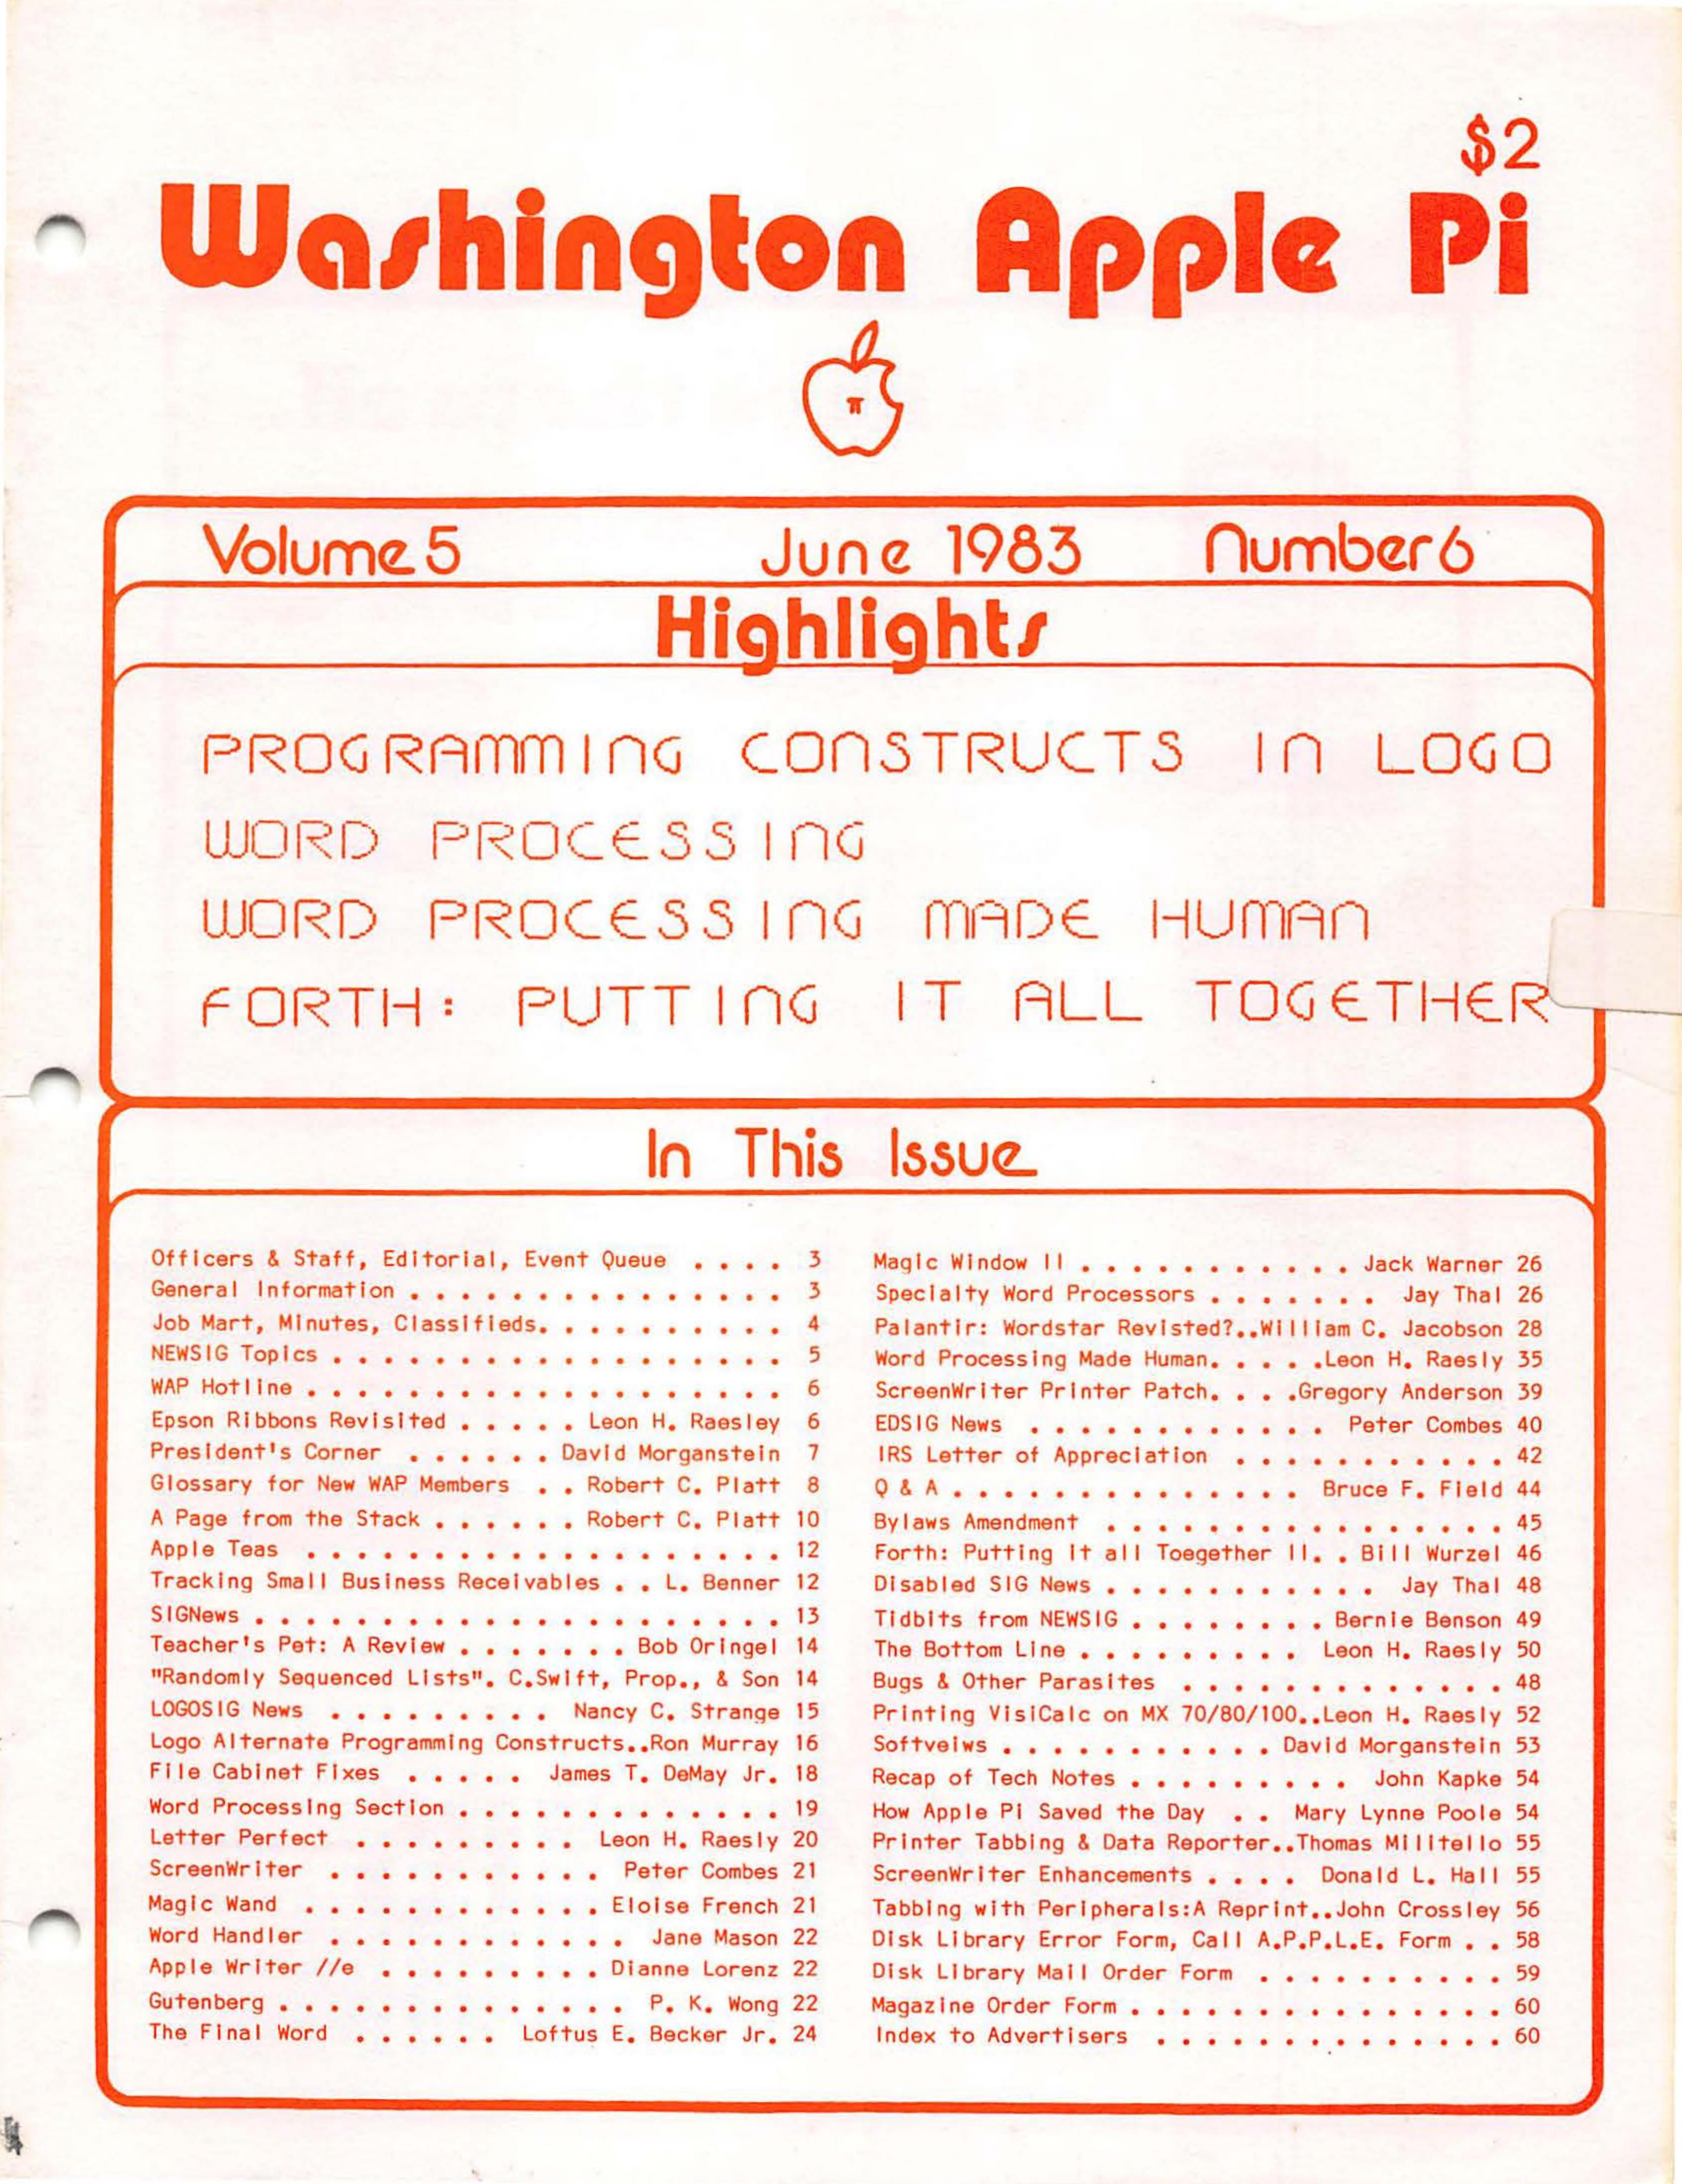 $2
Washington Apple Pi
π
Volume 5 June 1983 Number 6
Highlights
PROGRAMMING CONSTRUCTS IN LOGO
WORD PROCESSING
WORD PROCESSING MADE HUMAN
FORTH: PUTTING IT ALL TOGETHER
In This Issue
Officers & Staff, Editorial, Event Queue . . . . 3
General Information . . . . . . . . . . . . . . . 3
Job Mart, Minutes, Classifieds. . . . . . . . . . 4
NEWSIG Topics . . . . . . . . . . . . . . . . . . 5
WAP Hotline . . . . . . . . . . . . . . . . . . . 6
Epson Ribbons Revisited . . . . . Leon H. Raesley 6
President's Corner . . . . . . David Morganstein 7
Glossary for New WAP Members . . Robert C. Platt 8
A Page from the Stack . . . . . . Robert C. Platt 10
Apple Teas . . . . . . . . . . . . . . . . . . . 12
Tracking Small Business Receivables . . L. Benner 12
SIGNews . . . . . . . . . . . . . . . . . . . . . 13
Teacher's Pet: A Review . . . . . . . Bob Oringel 14
"Randomly Sequenced Lists". C.Swift, Prop., & Son 14
LOGOSIG News . . . . . . . . . Nancy C. Strange 15
Logo Alternate Programming Constructs..Ron Murray 16
File Cabinet Fixes . . . . . James T. DeMay Jr. 18
Word Processing Section . . . . . . . . . . . . . 19
Letter Perfect . . . . . . . . . Leon H. Raesly 20
ScreenWriter . . . . . . . . . . . Peter Combes 21
Magic Wand . . . . . . . . . . . . Eloise French 21
Word Handler . . . . . . . . . . . . Jane Mason 22
Apple Writer //e . . . . . . . . . Dianne Lorenz 22
Gutenberg . . . . . . . . . . . . . . P. K. Wong 22
The Final Word . . . . . . Loftus E. Becker Jr. 24
Magic Window II . . . . . . . . . . . Jack Warner 26
Specialty Word Processors . . . . . . . Jay Thal 26
Palantir: Wordstar Revisted?..William C. Jacobson 28
Word Processing Made Human. . . . .Leon H. Raesly 35
ScreenWriter Printer Patch. . . .Gregory Anderson 39
EDSIG News . . . . . . . . . . . . Peter Combes 40
IRS Letter of Appreciation . . . . . . . . . . . 42
Q & A . . . . . . . . . . . . . . Bruce F. Field 44
Bylaws Amendment . . . . . . . . . . . . . . . . 45
Forth: Putting it all Toegether II. . Bill Wurzel 46
Disabled SIG News . . . . . . . . . . . Jay Thal 48
Tidbits from NEWSIG . . . . . . . . Bernie Benson 49
The Bottom Line . . . . . . . . . Leon H. Raesly 50
Bugs & Other Parasites . . . . . . . . . . . . . 48
Printing VisiCalc on MX 70/80/100..Leon H. Raesly 52
Softveiws . . . . . . . . . . . David Morganstein 53
Recap of Tech Notes . . . . . . . . . John Kapke 54
How Apple Pi Saved the Day . . Mary Lynne Poole 54
Printer Tabbing & Data Reporter..Thomas Militello 55
ScreenWriter Enhancements . . . . Donald L. Hall 55
Tabbing with Peripherals:A Reprint..John Crossley 56
Disk Library Error Form, Call A.P.P.L.E. Form . . 58
Disk Library Mail Order Form . . . . . . . . . . 59
Magazine Order Form . . . . . . . . . . . . . . . 60
Index to Advertisers . . . . . . . . . . . . . . 60